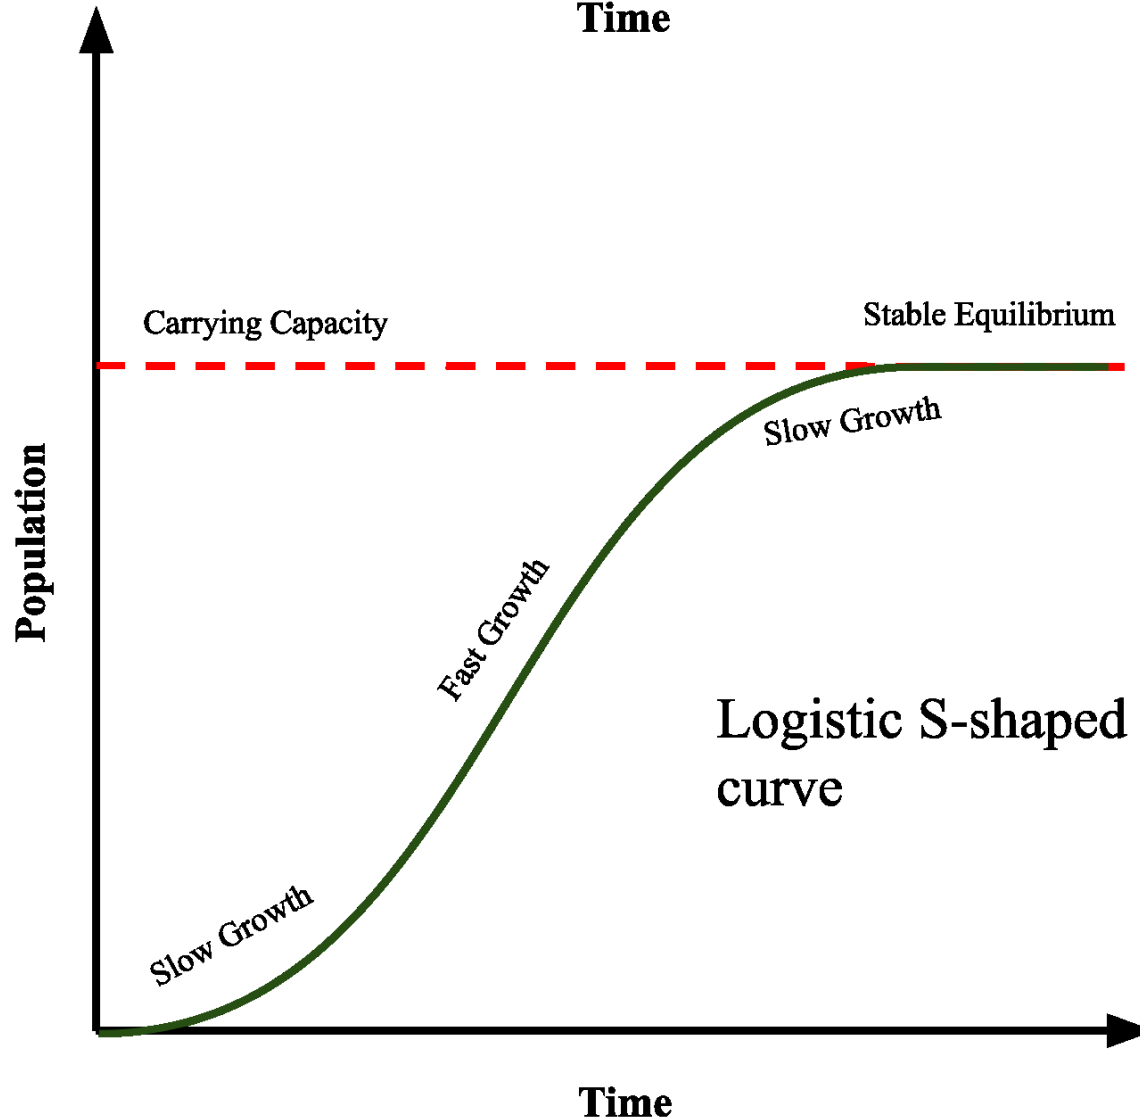 Time
Carrying Capacity
Stable Equilibrium
Slow Growth
Population
Fast Growth
Logistic S-shaped
curve
Slow Growth
Time